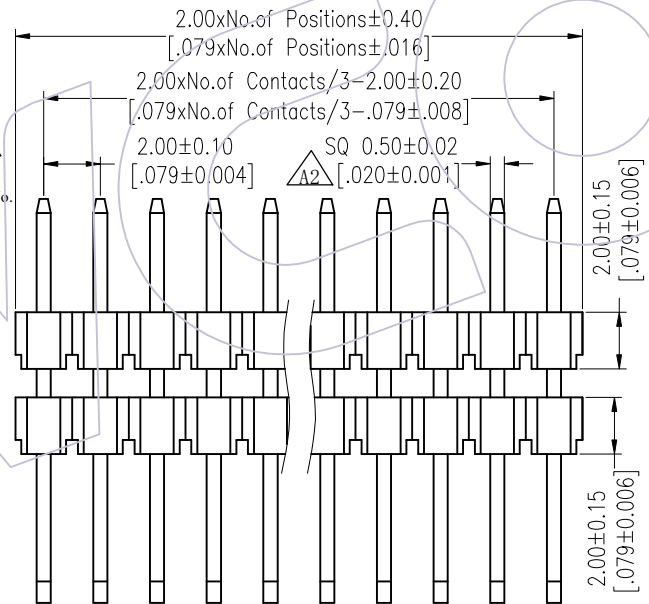 2.00xNo.of Positions±0.40
[.079xNo.of Positions±.016]
2.00xNo.of Contacts/3-2.00±0.20
[.079xNo.of Contacts/3-.079±.008]
2.00±0.10
[.079±0.004]
A2
SQ 0.50±0.02
[.020±0.001]
o.
2.00±0.15
[.079±0.006]
2.00±0.15
[.079±0.006]